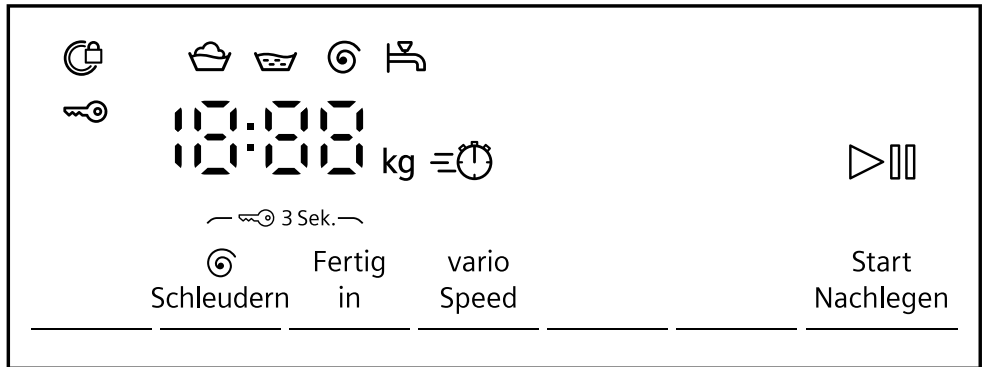 18:88 kg
3 Sek.
Schleudern
Fertig in
vario Speed
Start Nachlegen